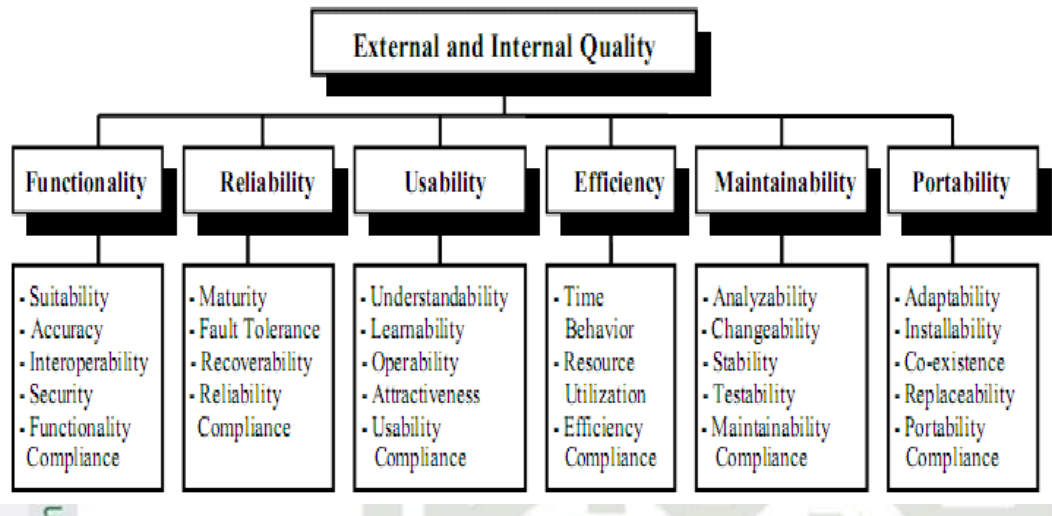 External and Internal Quality
Functionality
Reliability
Usability
Efficiency
Maintainability
Portability
- Suitability
- Accuracy
- Interoperability
- Security
- Functionality
Compliance
- Maturity
- Fault Tolerance
- Recoverability
- Reliability
Compliance
- Understandability
- Learnability
- Operability
- Attractiveness
- Usability
Compliance
- Time
Behavior
- Resource
Utilization
- Efficiency
Compliance
- Analyzability
- Changeability
- Stability
- Testability
- Maintainability
Compliance
- Adaptability
- Installability
- Co-existence
- Replaceability
- Portability
Compliance